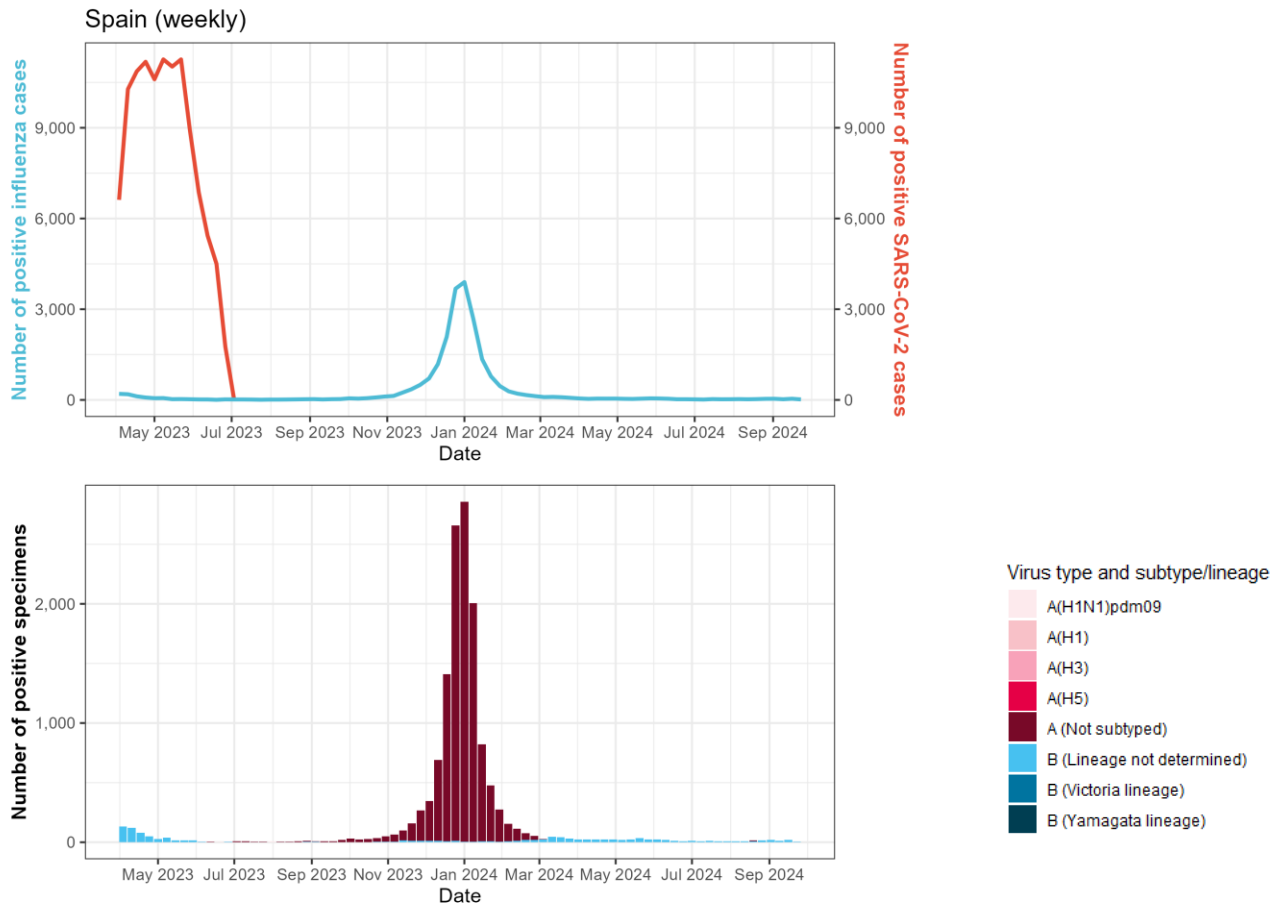 Spain (weekly)
Number of positive influenza cases
Number of positive SARS-CoV-2 cases
9,000
6,000
3,000
0
9,000
6,000
3,000
0
May 2023 Jul 2023 Sep 2023 Nov 2023 Jan 2024 Mar 2024 May 2024 Jul 2024 Sep 2024
Date
Number of positive specimens
2,000
1,000
0
May 2023 Jul 2023 Sep 2023 Nov 2023 Jan 2024 Mar 2024 May 2024 Jul 2024 Sep 2024
Date
Virus type and subtype/lineage
A(H1N1)pdm09
A(H1)
A(H3)
A(H5)
A (Not subtyped)
B (Lineage not determined)
B (Victoria lineage)
B (Yamagata lineage)